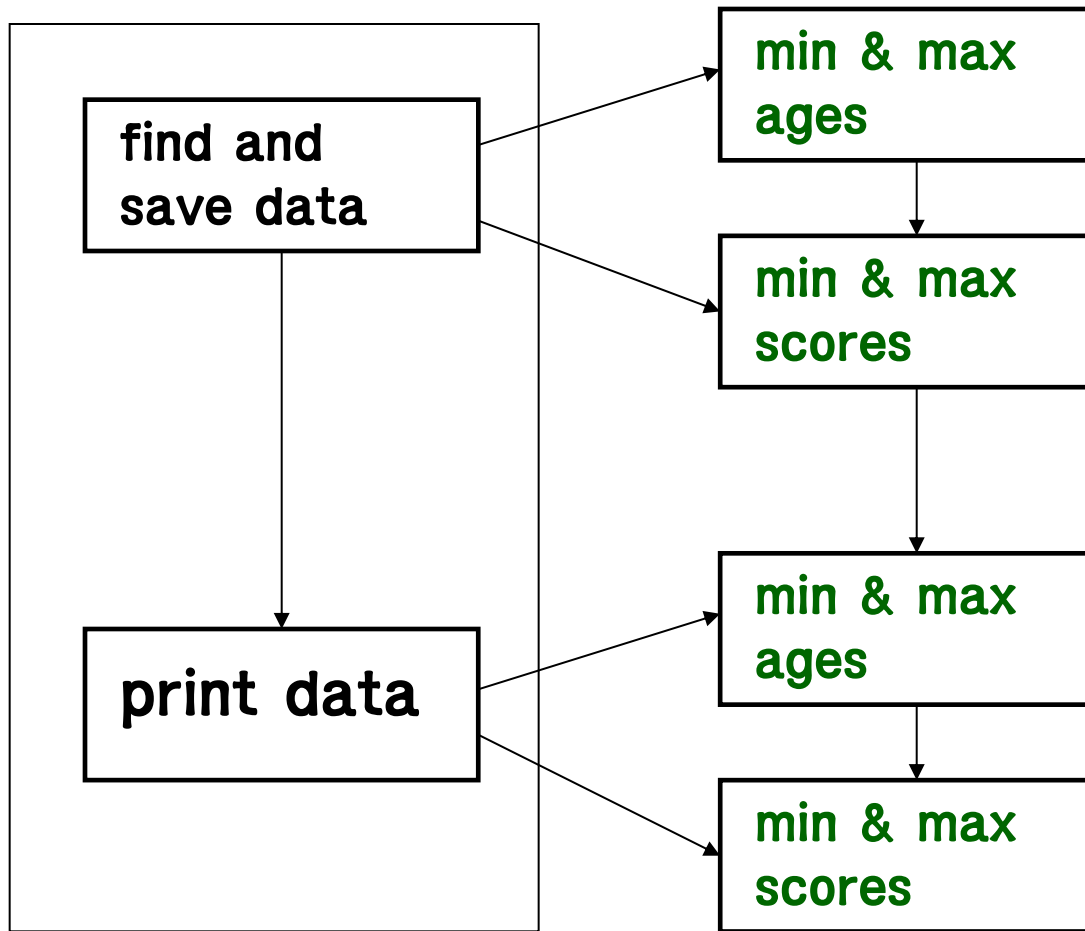 find and
save data
min & max
ages
min & max
scores
print data
min & max
ages
min & max
scores